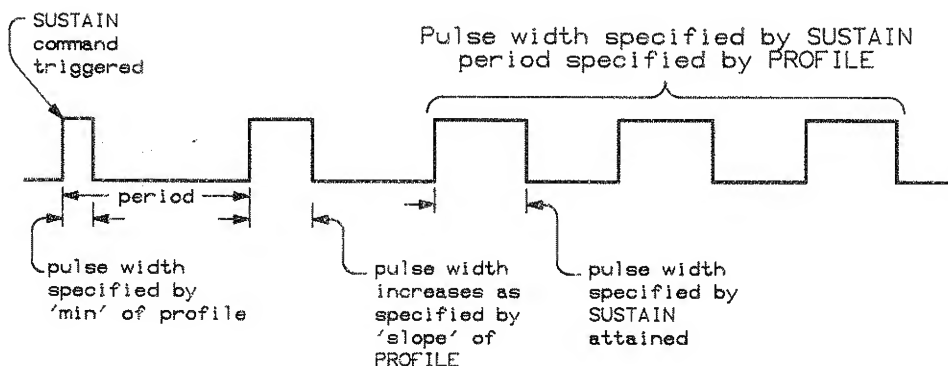 SUSTAIN
command
triggered
Pulse width specified by SUSTAIN
period specified by PROFILE
period
pulse width
specified by
'min' of profile
pulse width
increases as
specified by
'slope' of
PROFILE
pulse width
specified by
SUSTAIN
attained